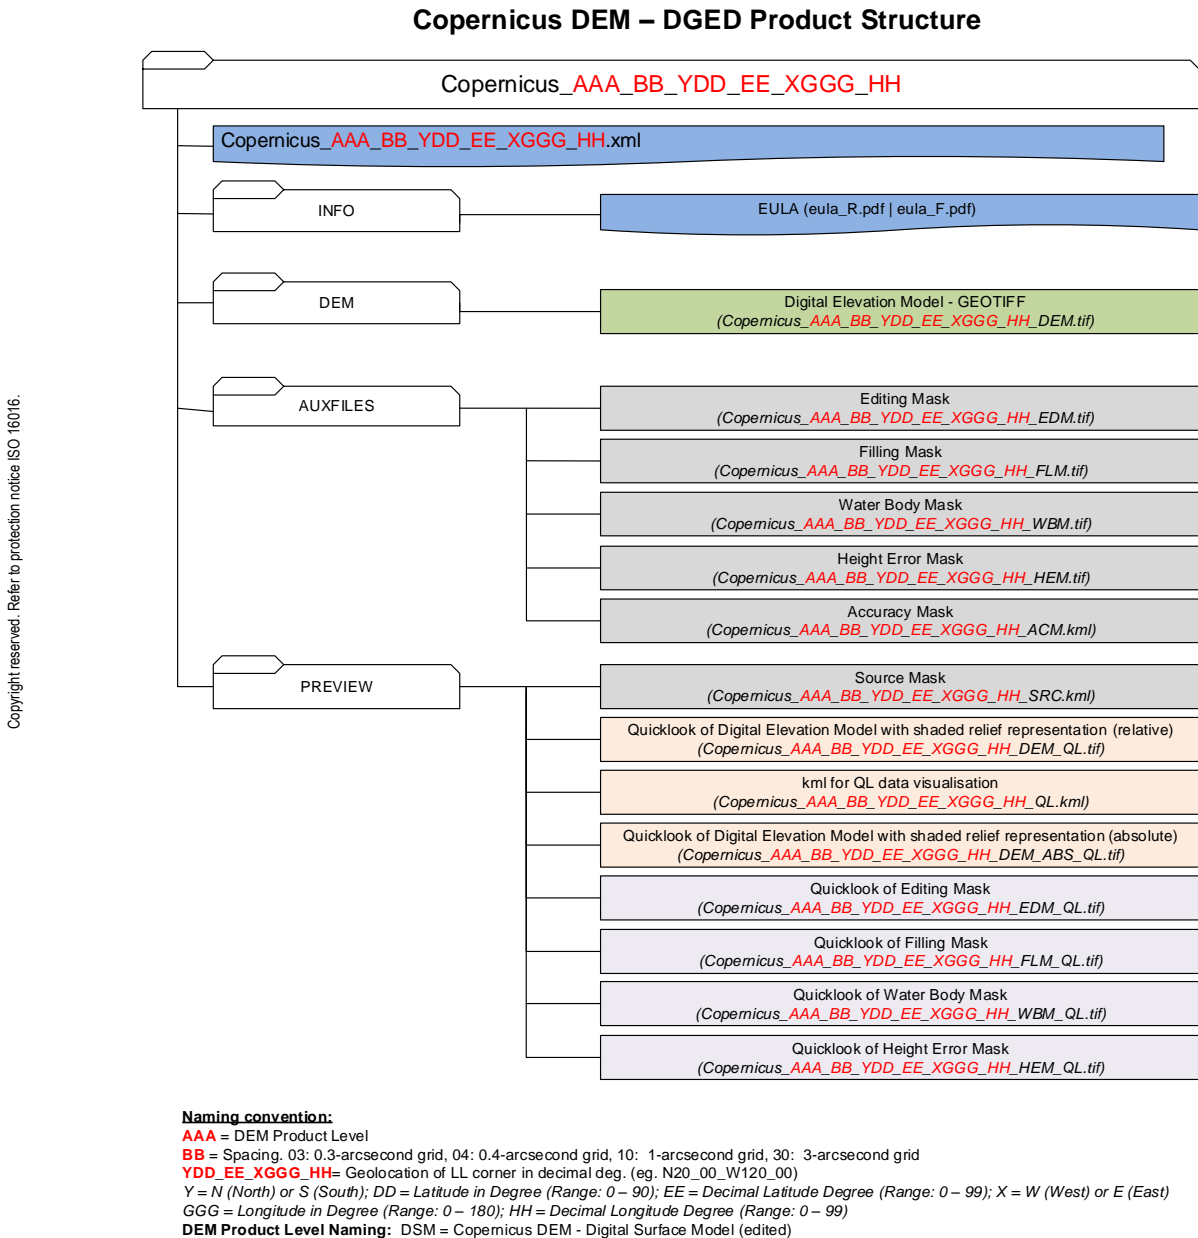 Copernicus DEM – DGED Product Structure
Copernicus_AAA_BB_YDD_EE_XGGG_HH
Copernicus_AAA_BB_YDD_EE_XGGG_HH.xml
INFO
EULA (eula_R.pdf | eula_F.pdf)
DEM
Digital Elevation Model - GEOTIFF
(Copernicus_AAA_BB_YDD_EE_XGGG_HH_DEM.tif)
AUXFILES
Editing Mask
(Copernicus_AAA_BB_YDD_EE_XGGG_HH_EDM.tif)
Filling Mask
(Copernicus_AAA_BB_YDD_EE_XGGG_HH_FLM.tif)
Water Body Mask
(Copernicus_AAA_BB_YDD_EE_XGGG_HH_WBM.tif)
Height Error Mask
(Copernicus_AAA_BB_YDD_EE_XGGG_HH_HEM.tif)
Accuracy Mask
(Copernicus_AAA_BB_YDD_EE_XGGG_HH_ACM.kml)
PREVIEW
Source Mask
(Copernicus_AAA_BB_YDD_EE_XGGG_HH_SRC.kml)
Quicklook of Digital Elevation Model with shaded relief representation (relative)
(Copernicus_AAA_BB_YDD_EE_XGGG_HH_DEM_QL.tif)
kml for QL data visualisation
(Copernicus_AAA_BB_YDD_EE_XGGG_HH_QL.kml)
Quicklook of Digital Elevation Model with shaded relief representation (absolute)
(Copernicus_AAA_BB_YDD_EE_XGGG_HH_DEM_ABS_QL.tif)
Quicklook of Editing Mask
(Copernicus_AAA_BB_YDD_EE_XGGG_HH_EDM_QL.tif)
Quicklook of Filling Mask
(Copernicus_AAA_BB_YDD_EE_XGGG_HH_FLM_QL.tif)
Quicklook of Water Body Mask
(Copernicus_AAA_BB_YDD_EE_XGGG_HH_WBM_QL.tif)
Quicklook of Height Error Mask
(Copernicus_AAA_BB_YDD_EE_XGGG_HH_HEM_QL.tif)
Naming convention:
AAA = DEM Product Level
BB = Spacing. 03: 0.3-arcsecond grid, 04: 0.4-arcsecond grid, 10: 1-arcsecond grid, 30: 3-arcsecond grid
YDD_EE_XGGG_HH= Geolocation of LL corner in decimal deg. (eg. N20_00_W120_00)
Y = N (North) or S (South); DD = Latitude in Degree (Range: 0 – 90); EE = Decimal Latitude Degree (Range: 0 – 99); X = W (West) or E (East)
GGG = Longitude in Degree (Range: 0 – 180); HH = Decimal Longitude Degree (Range: 0 – 99)
DEM Product Level Naming: DSM = Copernicus DEM - Digital Surface Model (edited)
Copyright reserved. Refer to protection notice ISO 16016.